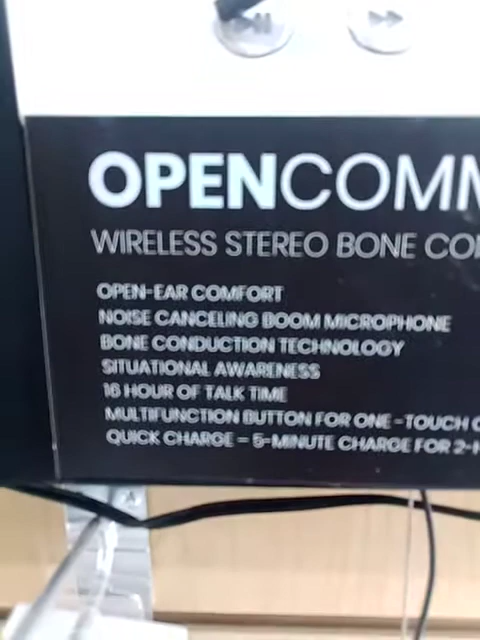 OPENCOMM
WIRELESS STEREO BONE CO
OPEN-EAR COMFORT
NOISE CANCELING BOOM MICROPHONE
BONE CONDUCTION TECHNOLOGY
SITUATIONAL AWARENESS
16 HOUR OF TALK TIME
MULTIFUNCTION BUTTON FOR ONE-TOUCH
QUICK CHARGE - 5-MINUTE CHARGE FOR 2-